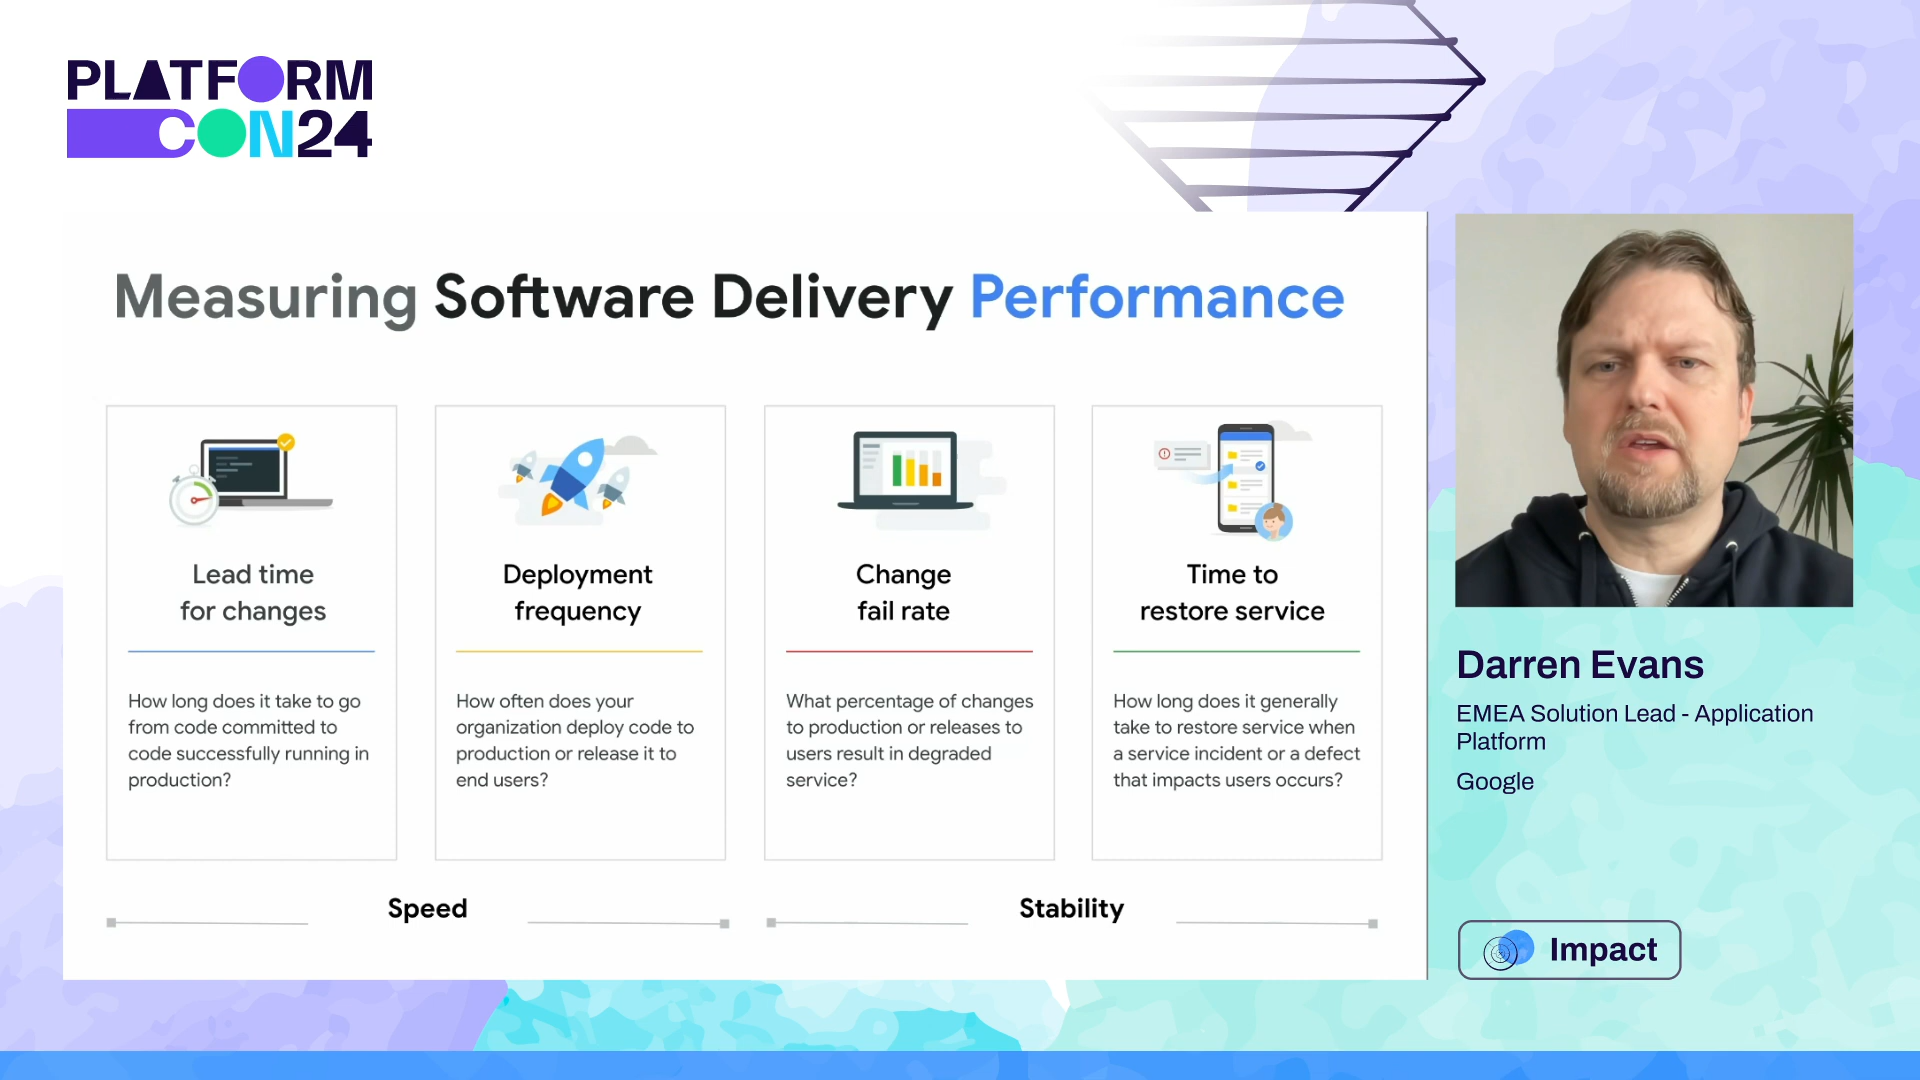 PLATFORM
CON24
Measuring Software Delivery Performance
Lead time
for changes
How long does it take to go
from code committed to
code successfully running in
production?
Deployment
frequency
How often does your
organization deploy code to
production or release it to
end users?
Change
fail rate
What percentage of changes
to production or releases to
users result in degraded
service?
Time to
restore service
How long does it generally
take to restore service when
a service incident or a defect
that impacts users occurs?
Speed
Stability
Darren Evans
EMEA Solution Lead - Application
Platform
Google
Impact